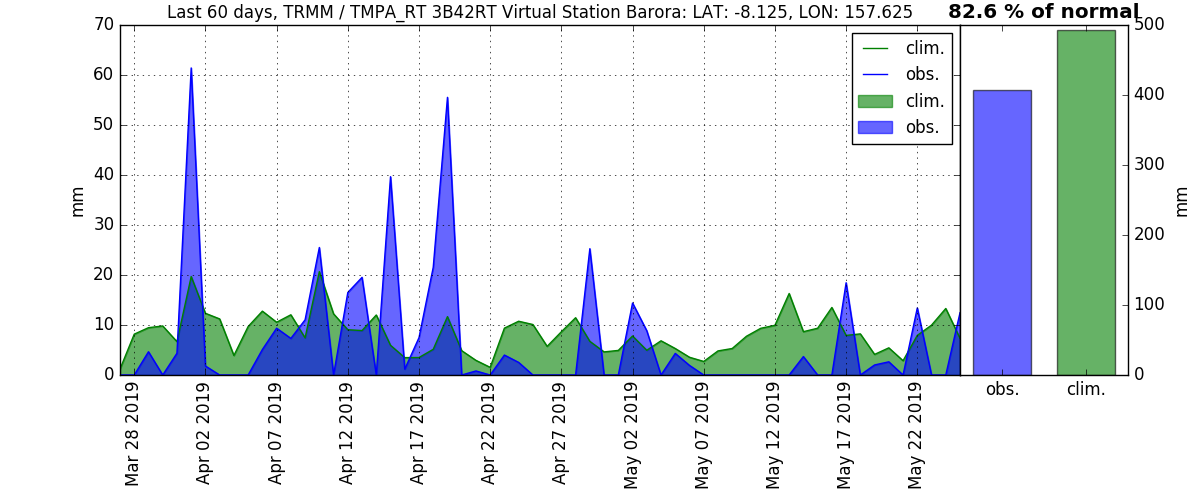 Last 60 days, TRMM / TMPA_RT 3B42RT Virtual Station Barora: LAT: -8.125, LON: 157.625
82.6 % of normal
70
60
50
40
30
20
10
0
mm
clim.
obs.
clim.
obs.
500
400
300
200
100
0
mm
Mar 28 2019
Apr 02 2019
Apr 07 2019
Apr 12 2019
Apr 17 2019
Apr 22 2019
Apr 27 2019
May 02 2019
May 07 2019
May 12 2019
May 17 2019
May 22 2019
obs.
clim.